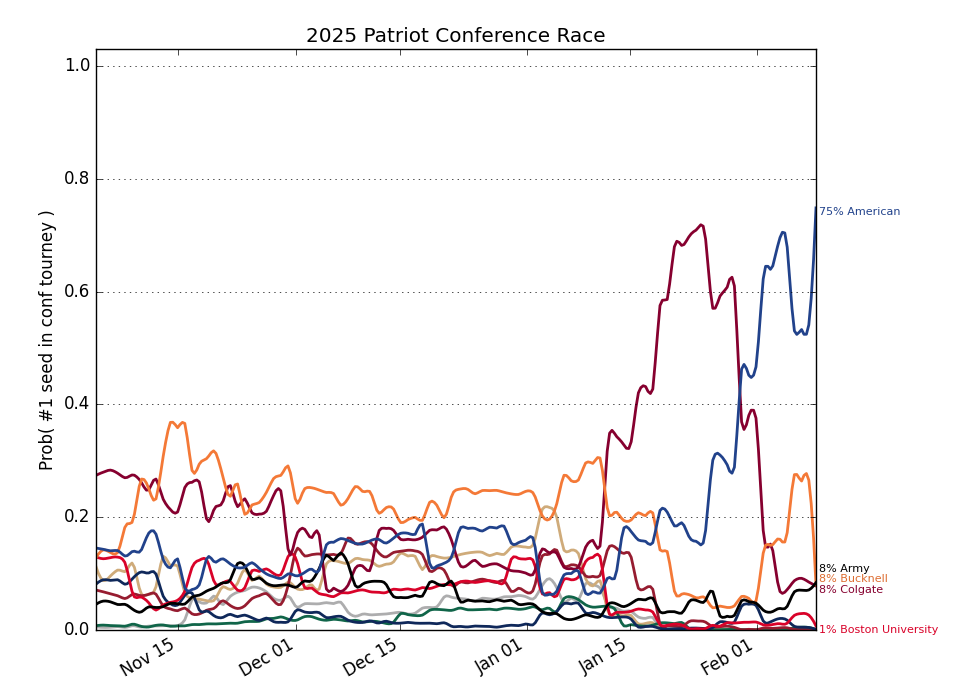 2025 Patriot Conference Race
Prob( #1 seed in conf tourney )
1.0
0.8
0.6
0.4
0.2
0.0
Nov 15
Dec 01
Dec 15
Jan 01
Jan 15
Feb 01
75% American
8% Army
8% Bucknell
8% Colgate
1% Boston University